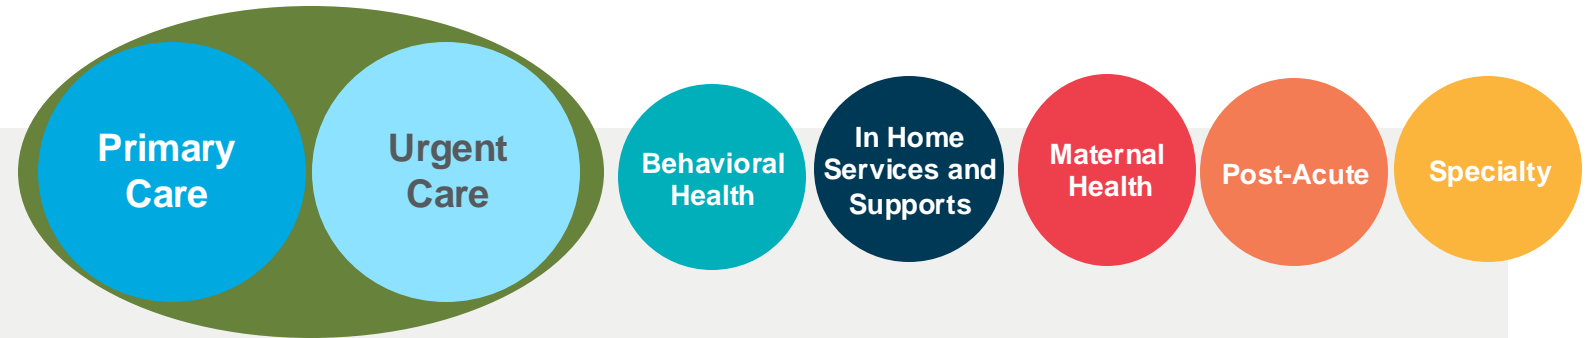 Primary
Care
Urgent
Care
Behavioral
Health
In Home
Services and
Supports
Maternal
Health
Post-Acute
Specialty